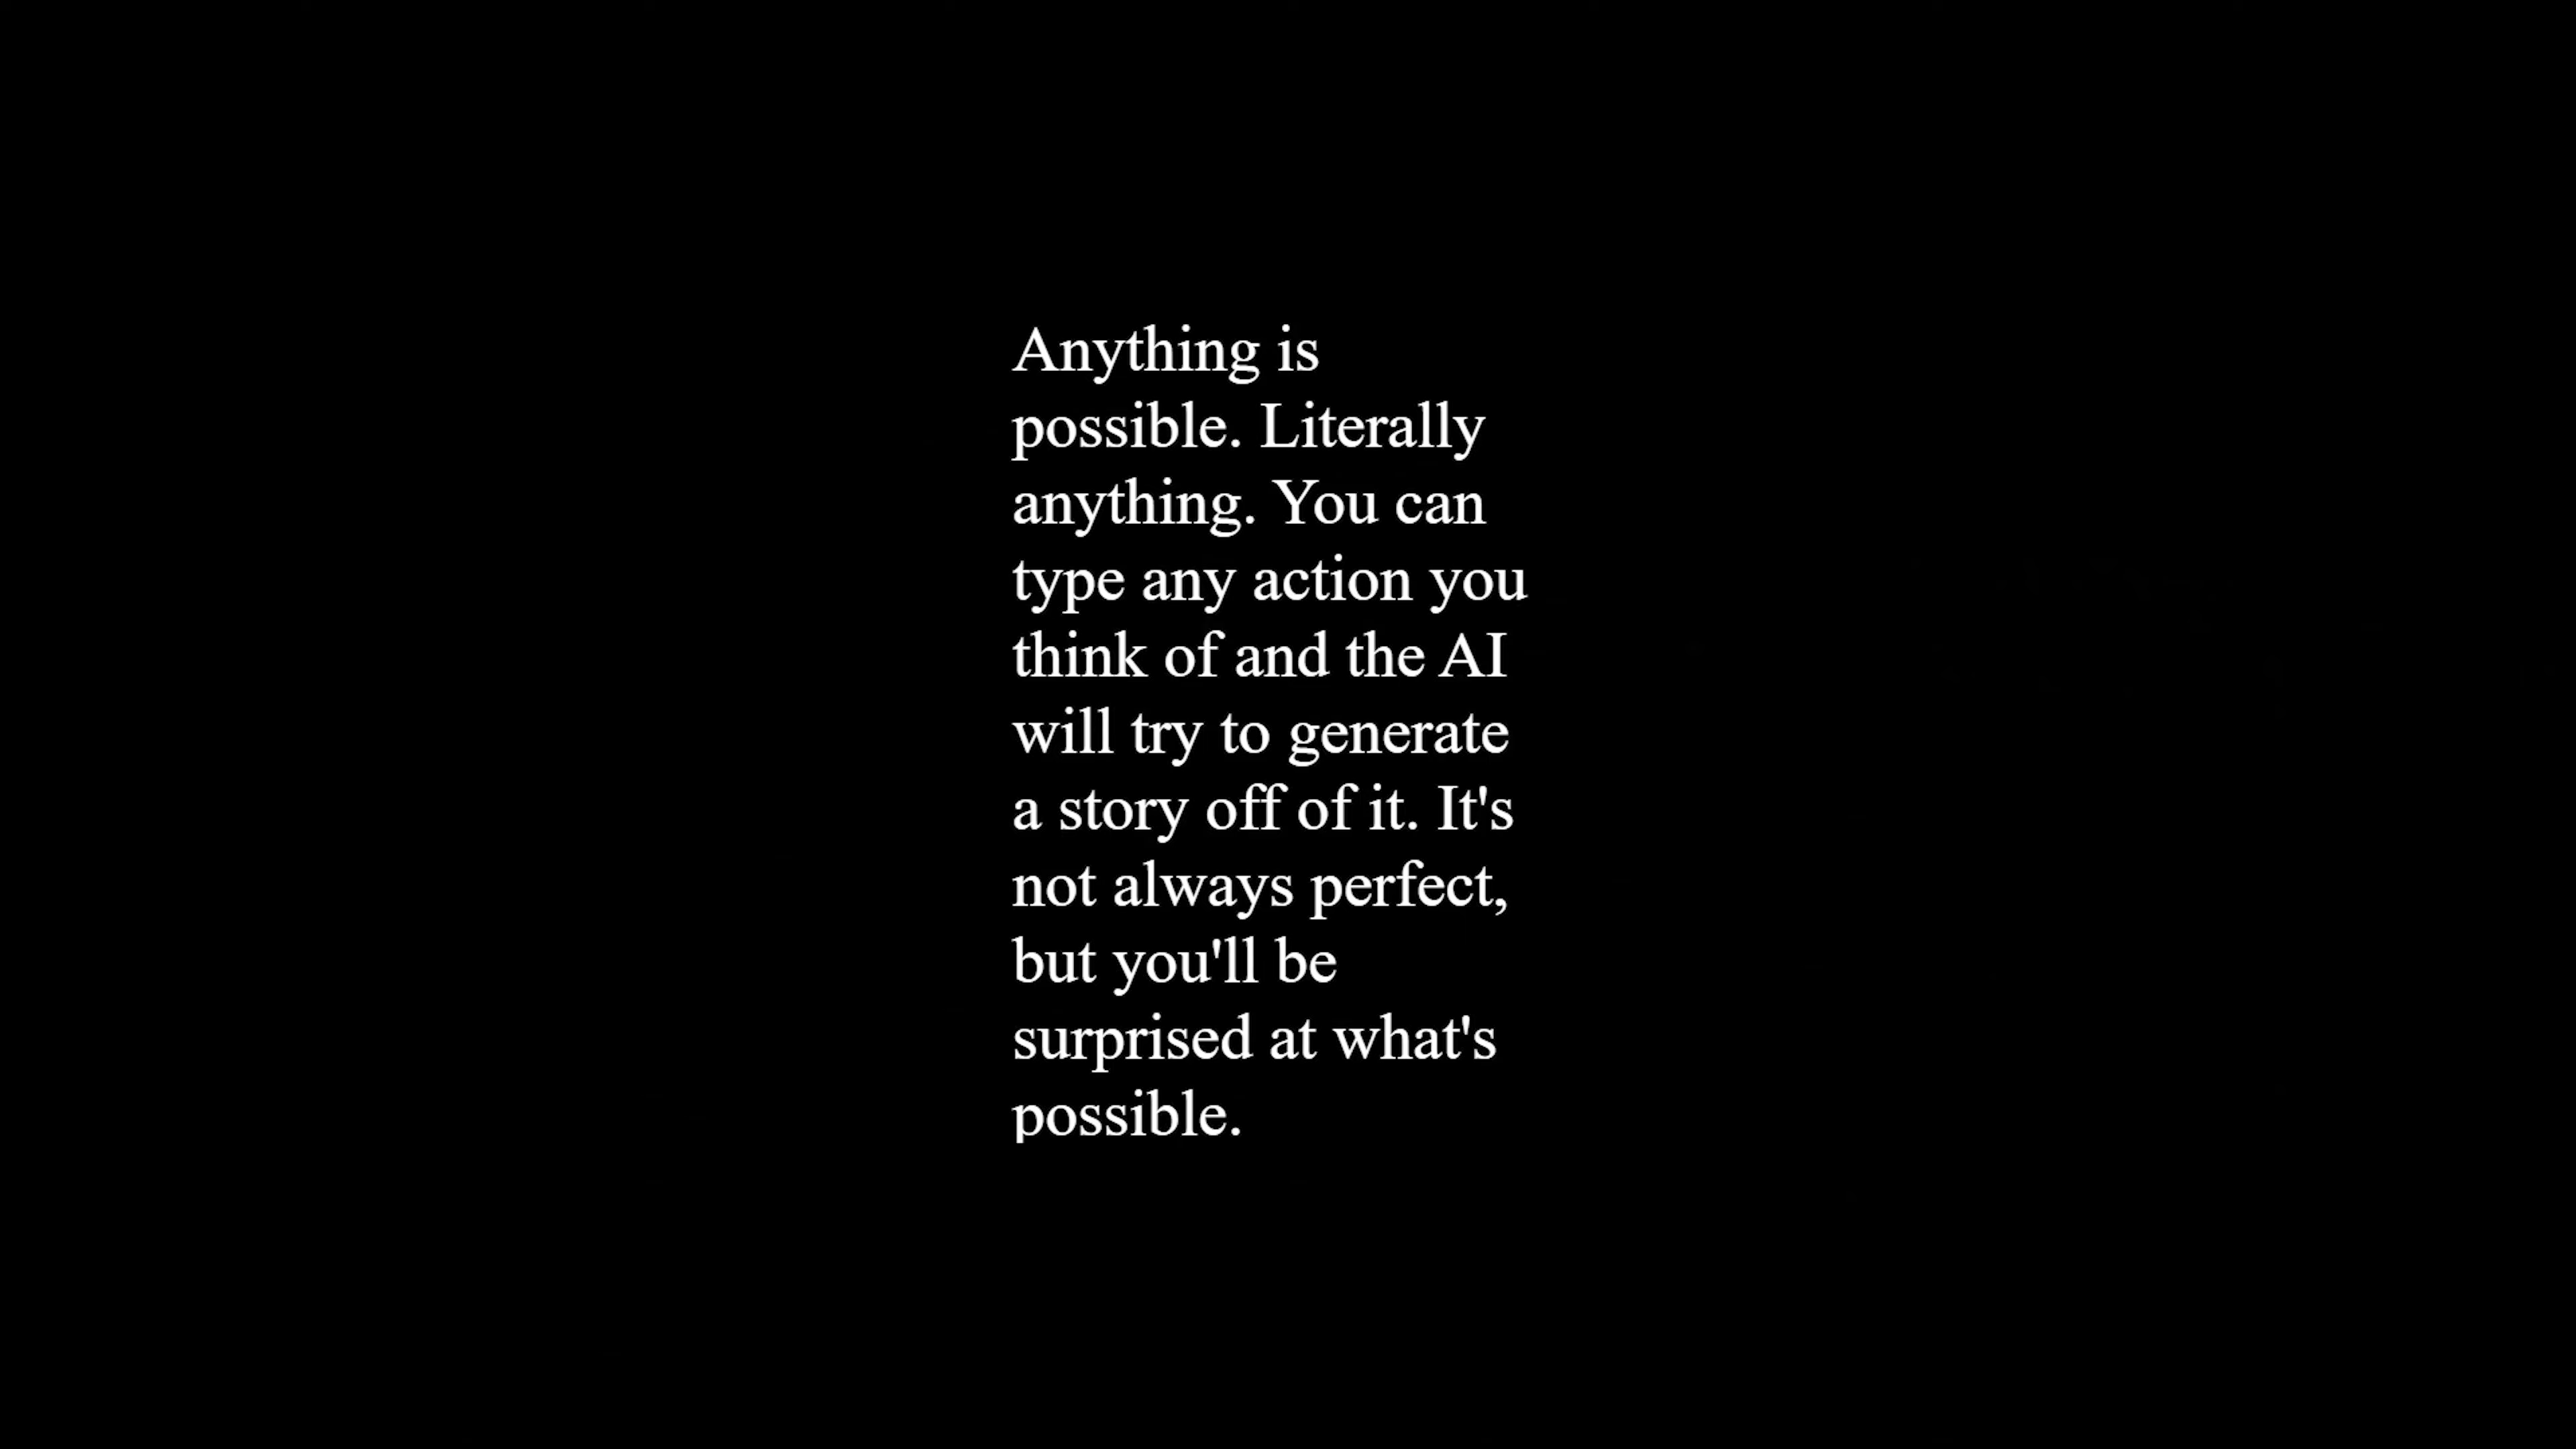 Anything is
possible. Literally
anything. You can
type any action you
think of and the AI
will try to generate
a story off of it. It's
not always perfect,
but you'll be
surprised at what's
possible.